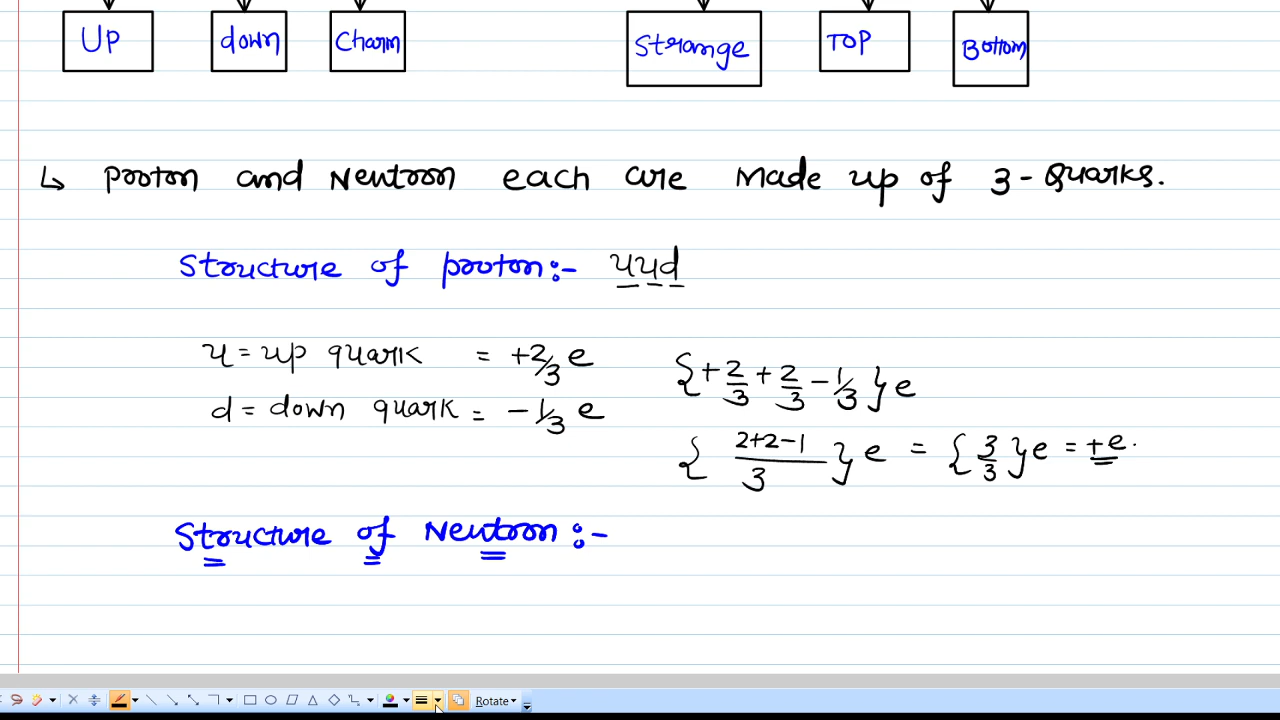 UP down Charm Strange TOP Bottom
↳ Proton and Neutron each are made up of 3-Quarks.
Structure of proton:- uud
u = up quark = +2/3 e
{+2/3 + 2/3 - 1/3}e
d = down quark = -1/3 e
{2+2-1/3}e = {3/3}e = +e.
Structure of Neutron:-
Rotate